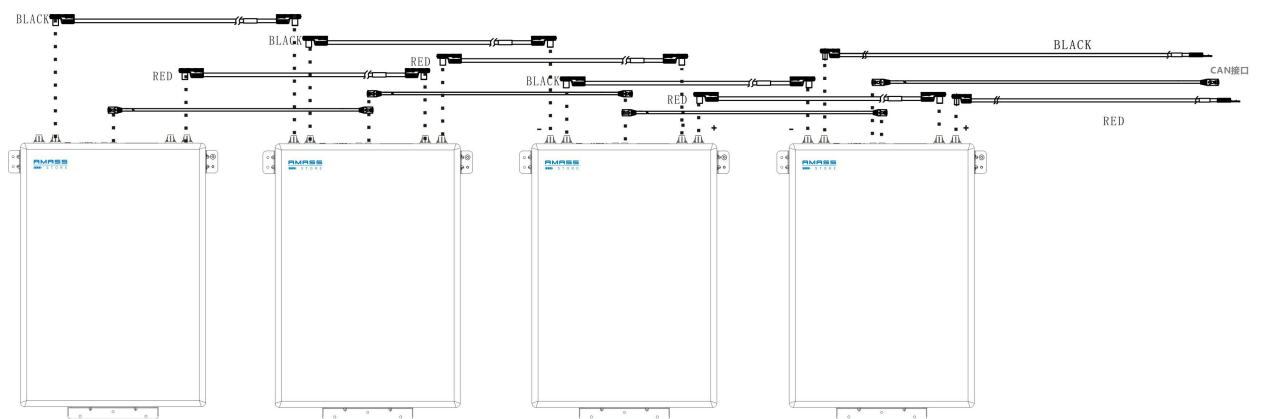 BLACK
BLACK
RED
BLACK
RED
BLACK
RED
CAN接口
RED
- + - +
AMASS
STORE
AMASS
STORE
AMASS
STORE
AMASS
STORE